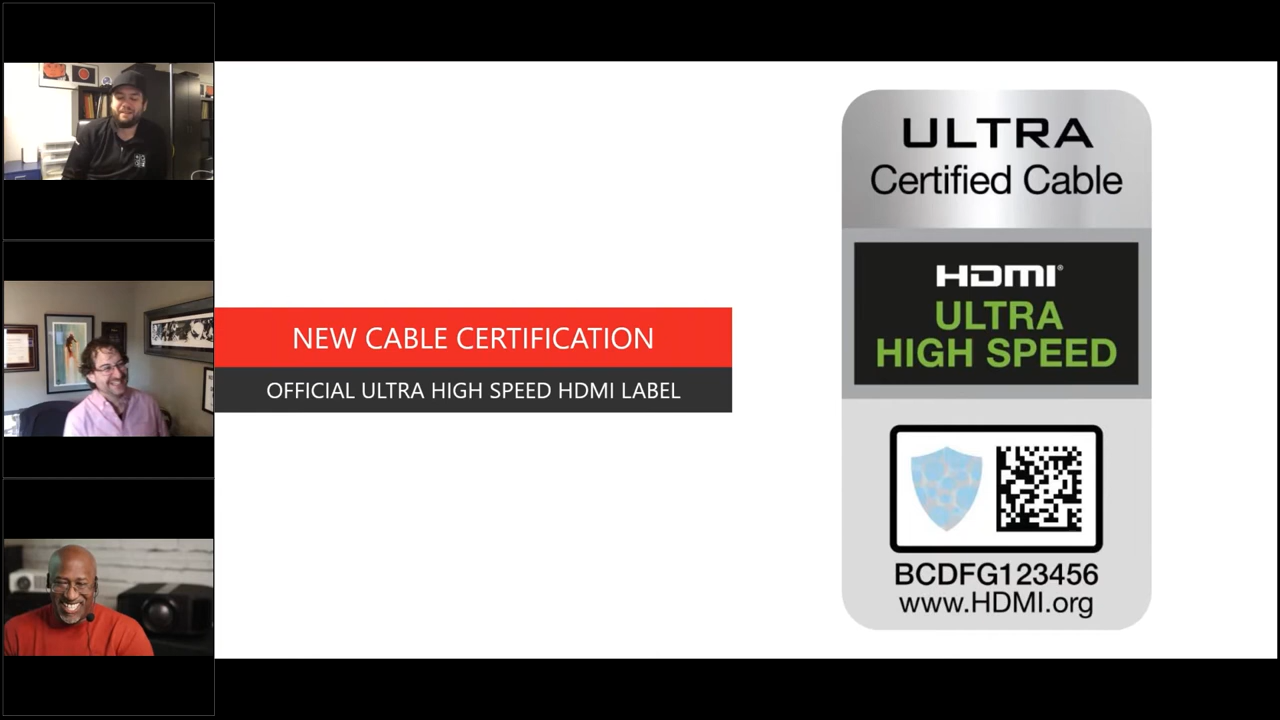 NEW CABLE CERTIFICATION
OFFICIAL ULTRA HIGH SPEED HDMI LABEL
ULTRA
Certified Cable
HDMI®
ULTRA
HIGH SPEED
BCDFG123456
www.HDMI.org